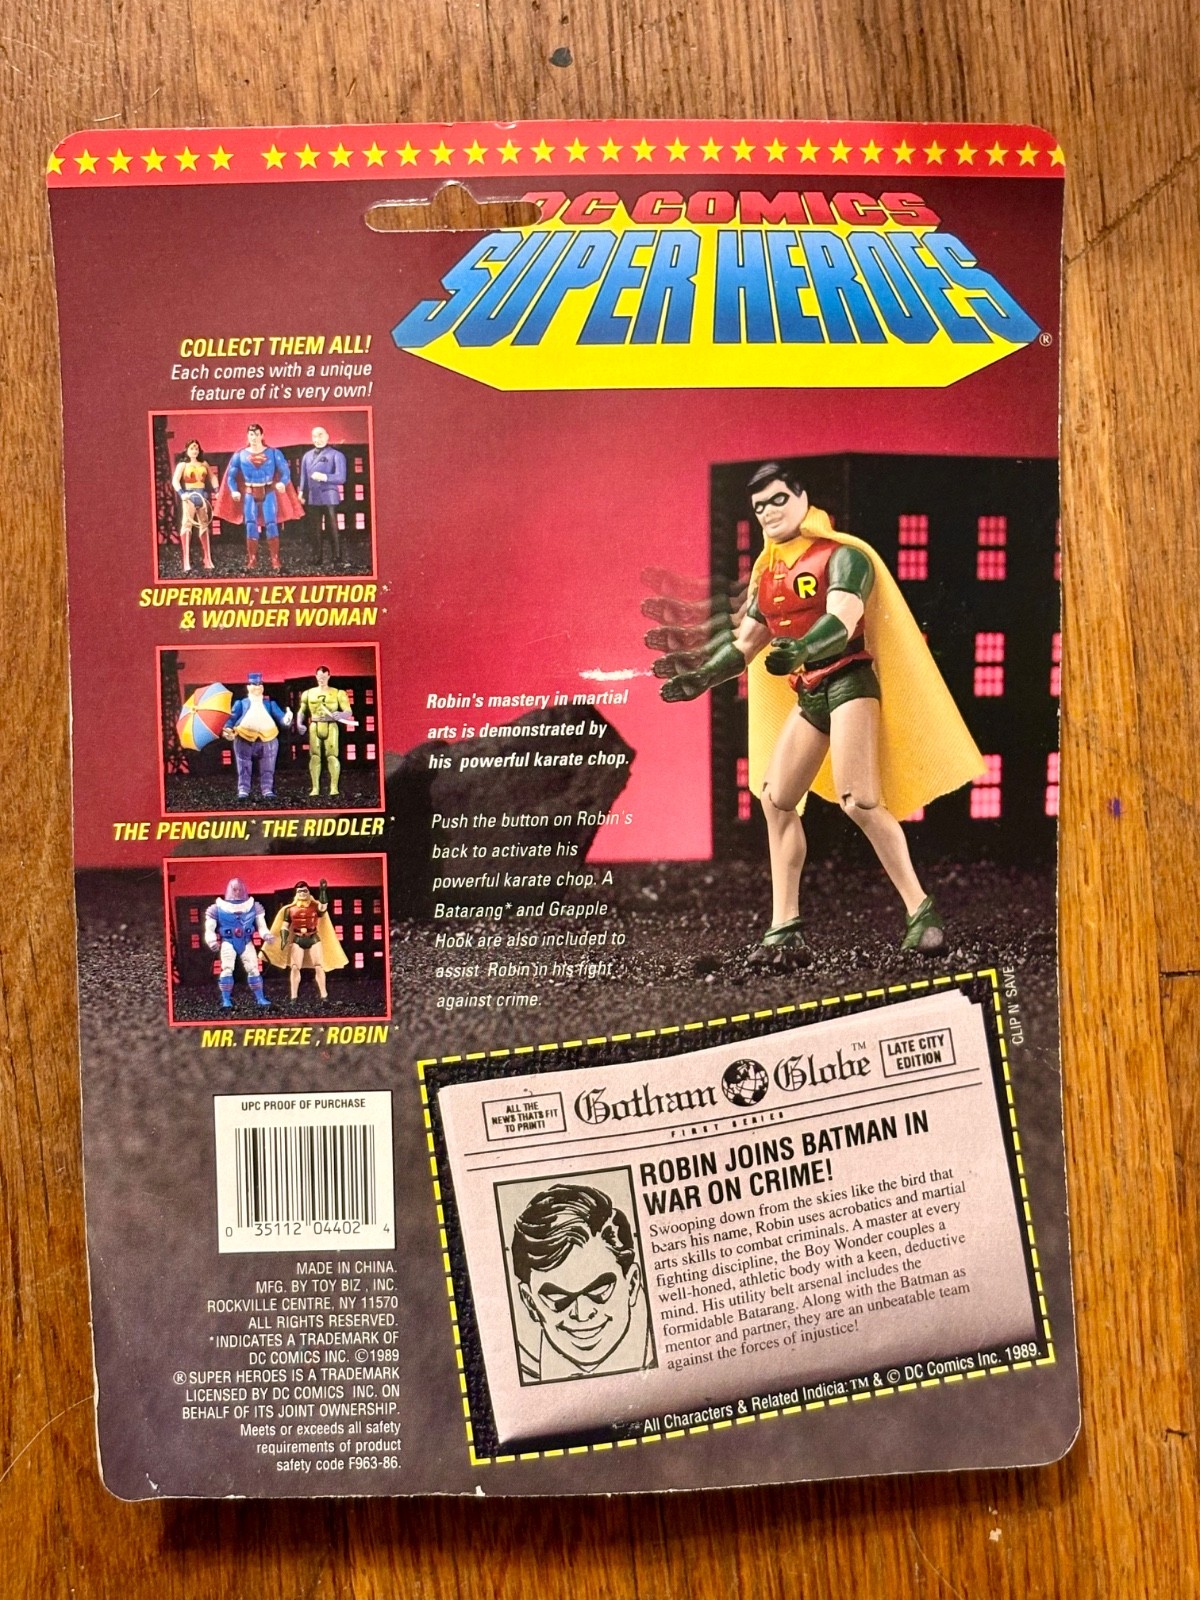 DC COMICS
SUPER HEROES®
COLLECT THEM ALL!
Each comes with a unique
feature of it's very own!
SUPERMAN,* LEX LUTHOR*
& WONDER WOMAN*
THE PENGUIN,* THE RIDDLER*
MR. FREEZE*, ROBIN*
Robin's mastery in martial
arts is demonstrated by
his powerful karate chop.
Push the button on Robin's
back to activate his
powerful karate chop. A
Batarang* and Grapple
Hook are also included to
assist Robin in his fight
against crime.
R
CLIP N' SAVE
ALL THE
NEWS THATS FIT
TO PRINT!
Gotham Globe™
LATE CITY
EDITION
FIRST SERIES
ROBIN JOINS BATMAN IN
WAR ON CRIME!
Swooping down from the skies like the bird that
bears his name, Robin uses acrobatics and martial
arts skills to combat criminals. A master at every
fighting discipline, the Boy Wonder couples a
well-honed, athletic body with a keen, deductive
mind. His utility belt arsenal includes the
formidable Batarang. Along with the Batman as
mentor and partner, they are an unbeatable team
against the forces of injustice!
All Characters & Related Indicia: TM & © DC Comics Inc. 1989.
UPC PROOF OF PURCHASE
0 35112 04402 4
MADE IN CHINA.
MFG. BY TOY BIZ, INC.
ROCKVILLE CENTRE, NY 11570
ALL RIGHTS RESERVED.
*INDICATES A TRADEMARK OF
DC COMICS INC. ©1989
® SUPER HEROES IS A TRADEMARK
LICENSED BY DC COMICS INC. ON
BEHALF OF ITS JOINT OWNERSHIP.
Meets or exceeds all safety
requirements of product
safety code F963-86.